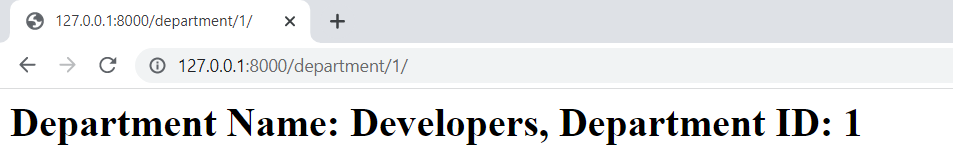 127.0.0.1:8000/department/1/
127.0.0.1:8000/department/1/
Department Name: Developers, Department ID: 1